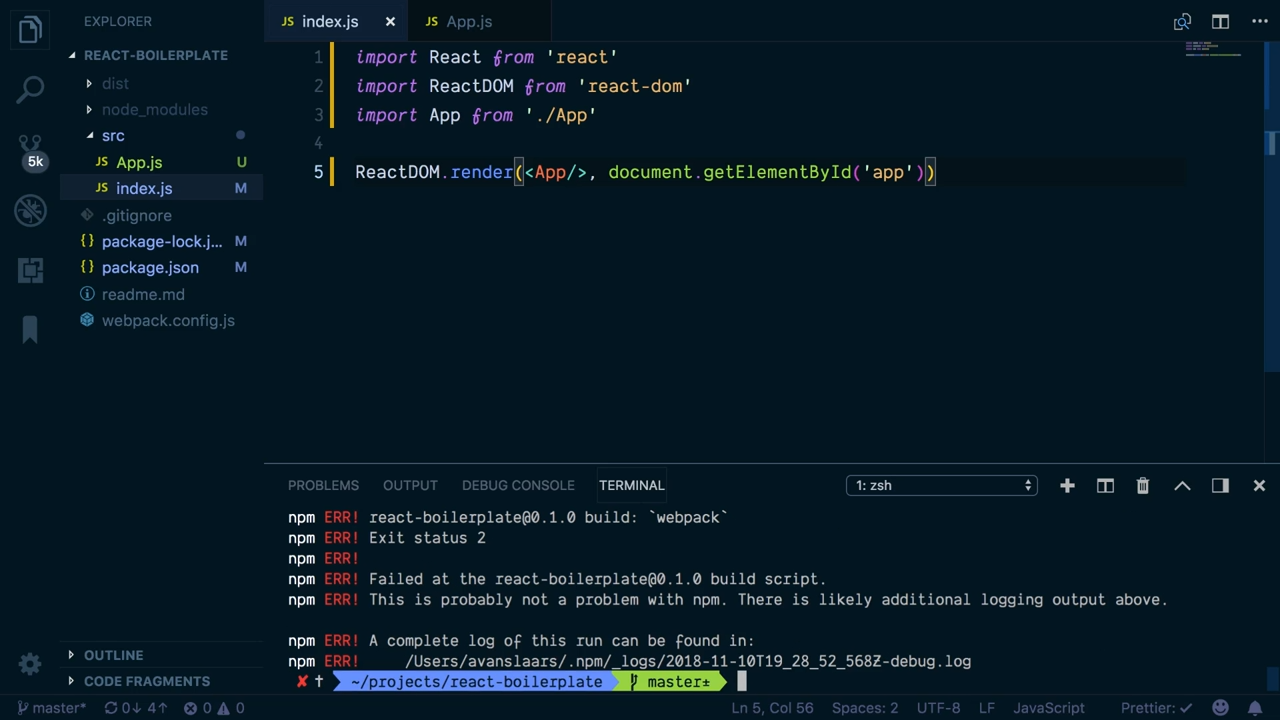 EXPLORER
REACT-BOILERPLATE
dist
node_modules
src
JS App.js U
JS index.js M
.gitignore
{} package-lock.j... M
{} package.json M
readme.md
webpack.config.js
OUTLINE
CODE FRAGMENTS
5k
JS index.js ×
JS App.js
1 import React from 'react'
2 import ReactDOM from 'react-dom'
3 import App from './App'
4
5 ReactDOM.render(<App/>, document.getElementById('app'))
PROBLEMS OUTPUT DEBUG CONSOLE TERMINAL 1: zsh
npm ERR! react-boilerplate@0.1.0 build: `webpack`
npm ERR! Exit status 2
npm ERR!
npm ERR! Failed at the react-boilerplate@0.1.0 build script.
npm ERR! This is probably not a problem with npm. There is likely additional logging output above.
npm ERR! A complete log of this run can be found in:
npm ERR!     /Users/avanslaars/.npm/_logs/2018-11-10T19_28_52_568Z-debug.log
✘ † ~/projects/react-boilerplate master±
master* 0↓ 4↑ 0 0 Ln 5, Col 56 Spaces: 2 UTF-8 LF JavaScript Prettier: ✓